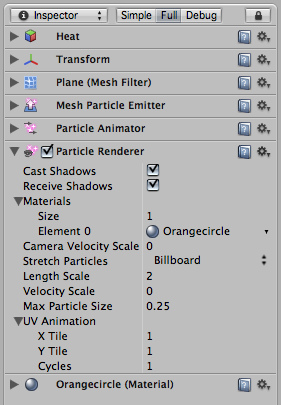 Inspector Simple Full Debug
Heat
Transform
Plane (Mesh Filter)
Mesh Particle Emitter
Particle Animator
Particle Renderer
Cast Shadows
Receive Shadows
Materials
Size 1
Element 0 Orangecircle
Camera Velocity Scale 0
Stretch Particles Billboard
Length Scale 2
Velocity Scale 0
Max Particle Size 0.25
UV Animation
X Tile 1
Y Tile 1
Cycles 1
Orangecircle (Material)